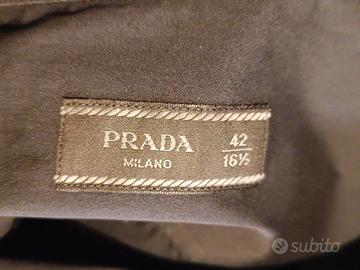 PRADA
MILANO
42
16½
subito